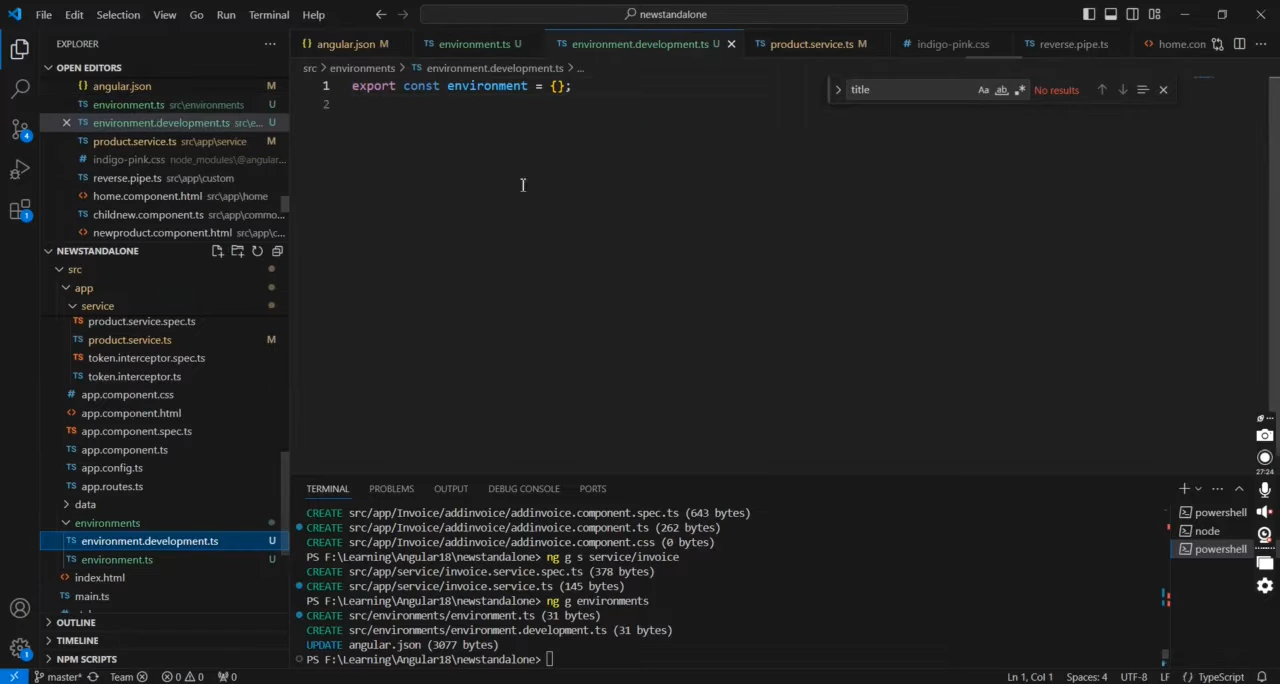 File Edit Selection View Go Run Terminal Help newstandalone
EXPLORER
angular.json M environment.ts U environment.development.ts U product.service.ts M indigo-pink.css reverse.pipe.ts home.con
OPEN EDITORS
src > environments > TS environment.development.ts > ...
angular.json M
environment.ts src\environments U
environment.development.ts src\e... U
product.service.ts src\app\service M
indigo-pink.css node_modules\@angular...
reverse.pipe.ts src\app\custom
home.component.html src\app\home
childnew.component.ts src\app\commo...
newproduct.component.html src\app\c...
1 export const environment = {};
2
title Aa ab .* No results
NEWSTANDALONE
src
app
service
product.service.spec.ts
product.service.ts M
token.interceptor.spec.ts
token.interceptor.ts
app.component.css
app.component.html
app.component.spec.ts
app.component.ts
app.config.ts
app.routes.ts
data
environments
environment.development.ts U
environment.ts U
index.html
main.ts
OUTLINE
TIMELINE
NPM SCRIPTS
TERMINAL PROBLEMS OUTPUT DEBUG CONSOLE PORTS
CREATE src/app/Invoice/addinvoice/addinvoice.component.spec.ts (643 bytes)
CREATE src/app/Invoice/addinvoice/addinvoice.component.ts (262 bytes)
CREATE src/app/Invoice/addinvoice/addinvoice.component.css (0 bytes)
PS F:\Learning\Angular18\newstandalone> ng g s service/invoice
CREATE src/app/service/invoice.service.spec.ts (378 bytes)
CREATE src/app/service/invoice.service.ts (145 bytes)
PS F:\Learning\Angular18\newstandalone> ng g environments
CREATE src/environments/environment.ts (31 bytes)
CREATE src/environments/environment.development.ts (31 bytes)
UPDATE angular.json (3077 bytes)
PS F:\Learning\Angular18\newstandalone>
powershell
node
powershell
27:24
master* Team 0 0 0 Ln 1, Col 1 Spaces: 4 UTF-8 LF {} TypeScript